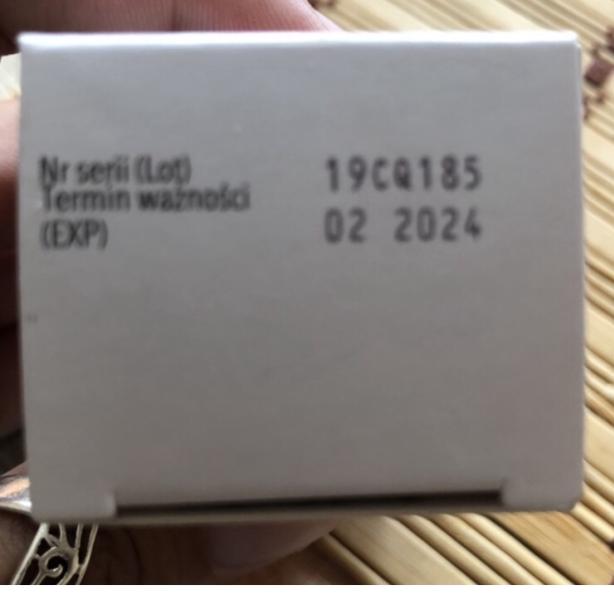 Nr serii (Lot) 19CQ185
Termin ważności
(EXP) 02 2024